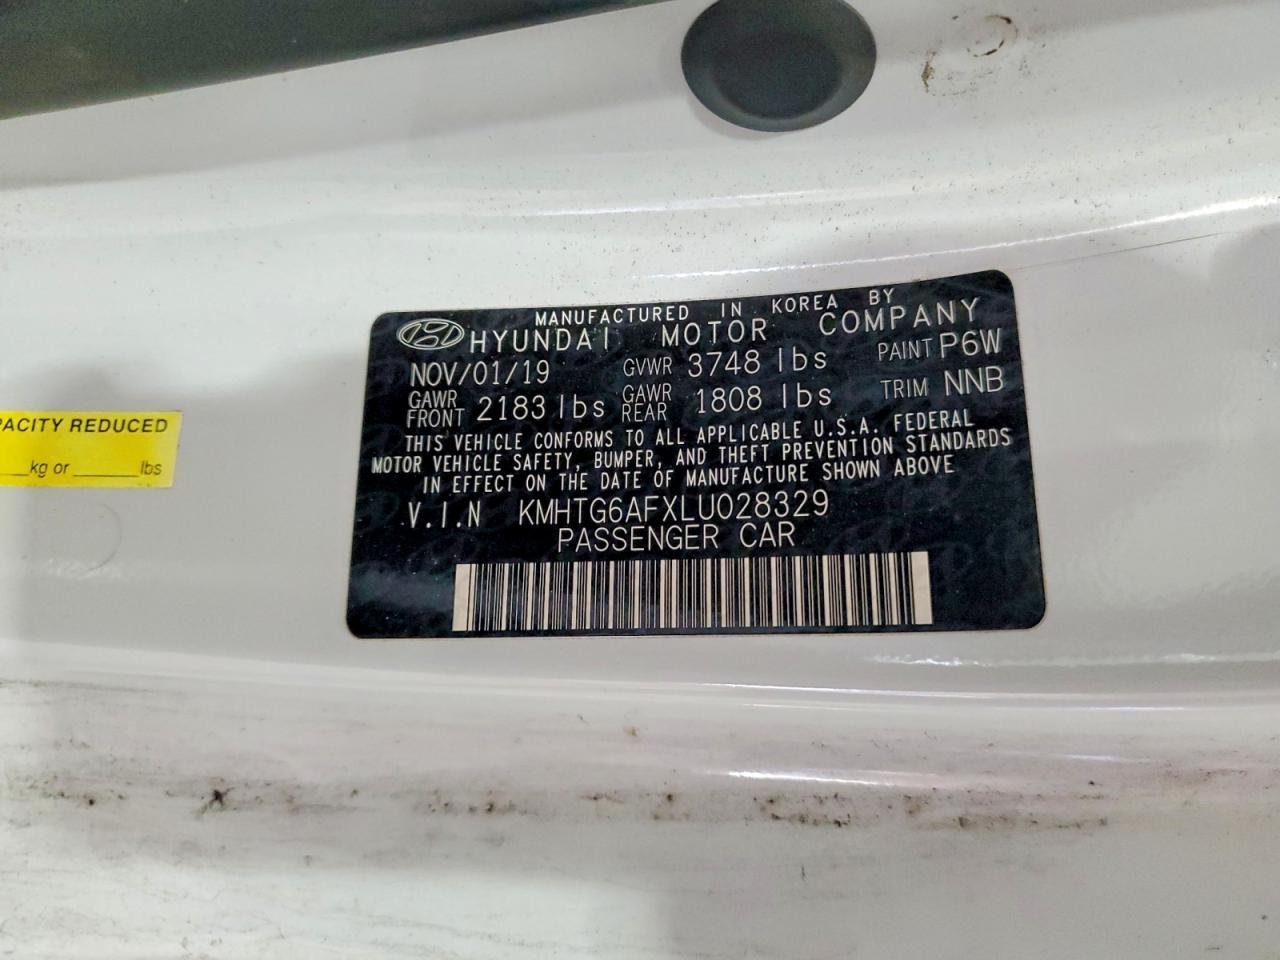 MANUFACTURED IN KOREA BY
HYUNDAI MOTOR COMPANY
NOV/01/19 GVWR 3748 lbs PAINT P6W
GAWR FRONT 2183 lbs GAWR REAR 1808 lbs TRIM NNB
THIS VEHICLE CONFORMS TO ALL APPLICABLE U.S.A. FEDERAL
MOTOR VEHICLE SAFETY, BUMPER, AND THEFT PREVENTION STANDARDS
IN EFFECT ON THE DATE OF MANUFACTURE SHOWN ABOVE
V.I.N KMHTG6AFXLU028329
PASSENGER CAR
PACITY REDUCED
____kg or ________lbs